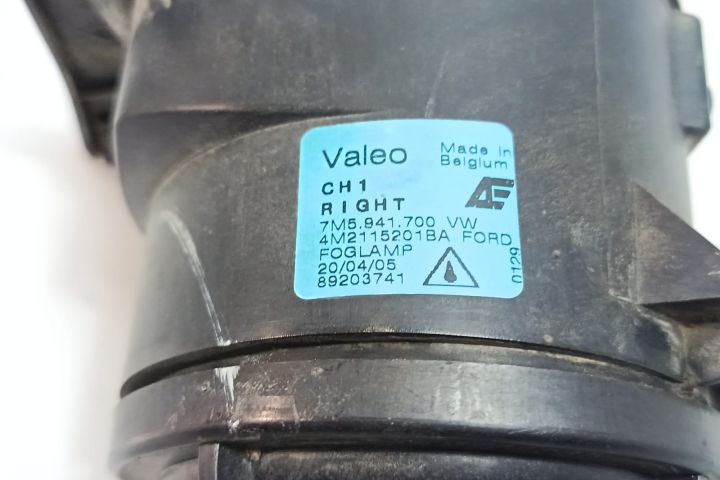 Valeo
Made in
Belgium
CH1
RIGHT
7M5.941.700 VW
4M2115201BA FORD
FOGLAMP
20/04/05
89203741
0129